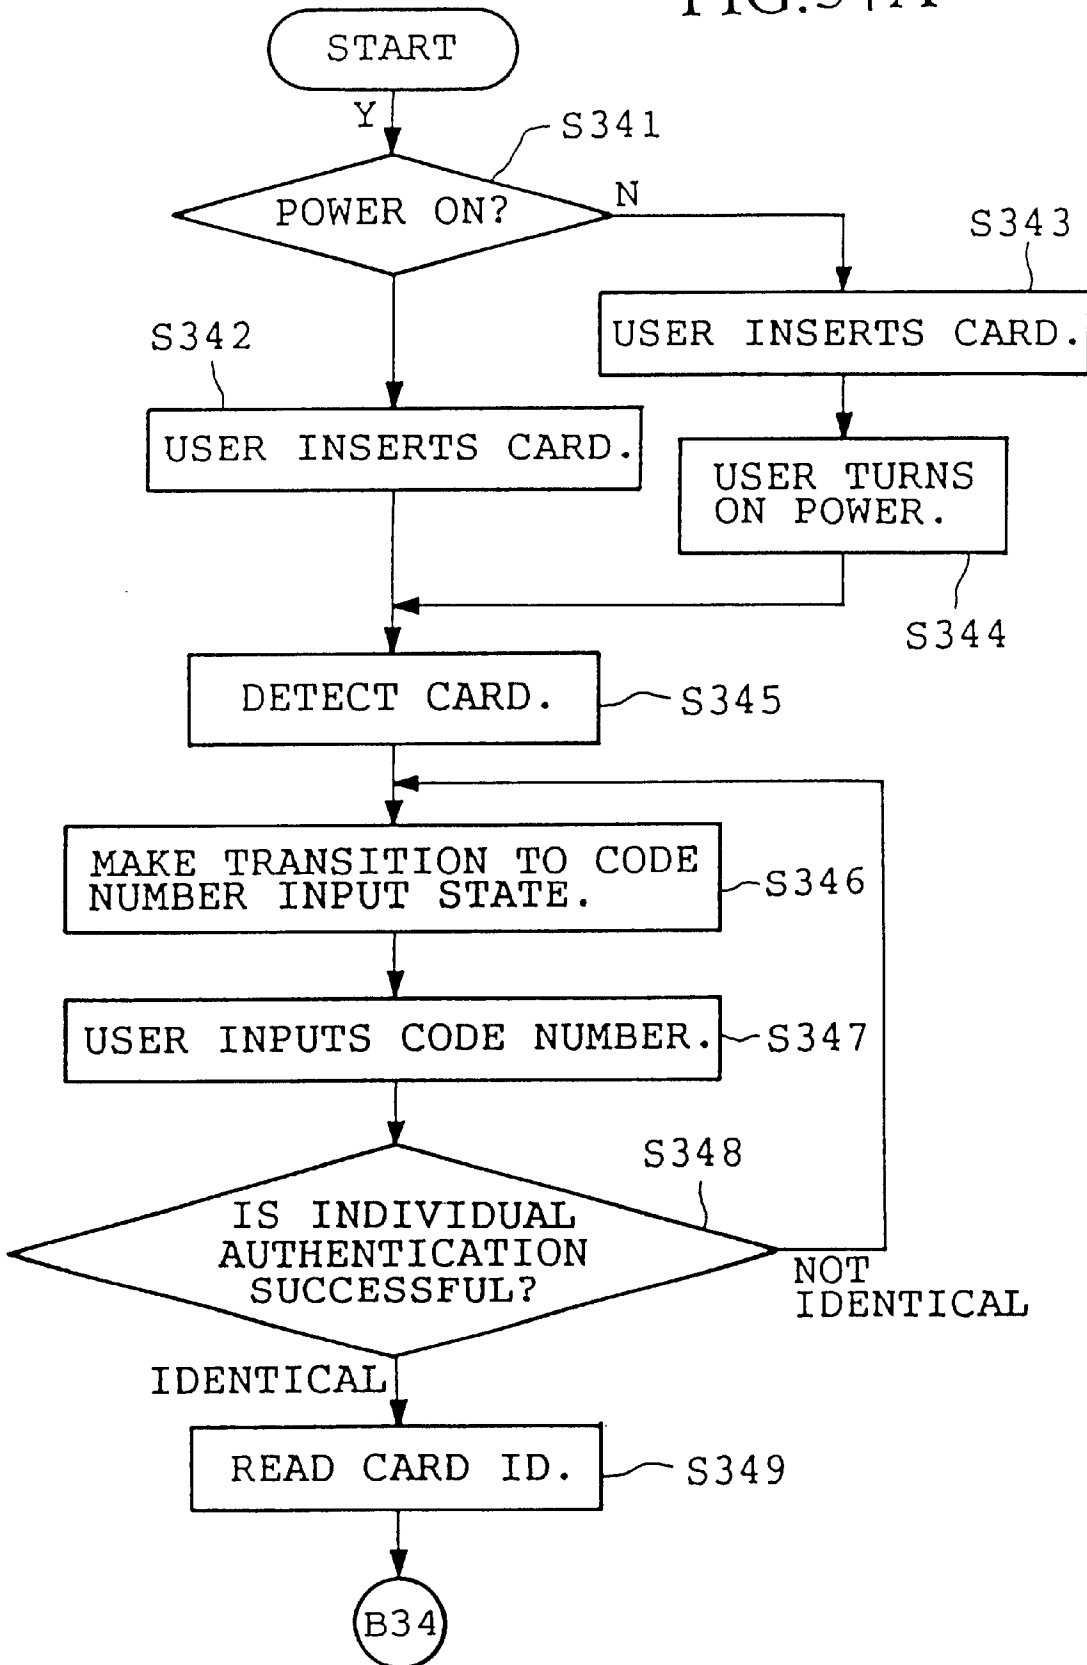 START
Y
S341
POWER ON?
N
S343
USER INSERTS CARD.
S342
USER INSERTS CARD.
USER TURNS
ON POWER.
S344
DETECT CARD.
S345
MAKE TRANSITION TO CODE
NUMBER INPUT STATE.
S346
USER INPUTS CODE NUMBER.
S347
S348
IS INDIVIDUAL
AUTHENTICATION
SUCCESSFUL?
NOT
IDENTICAL
IDENTICAL
READ CARD ID.
S349
B34